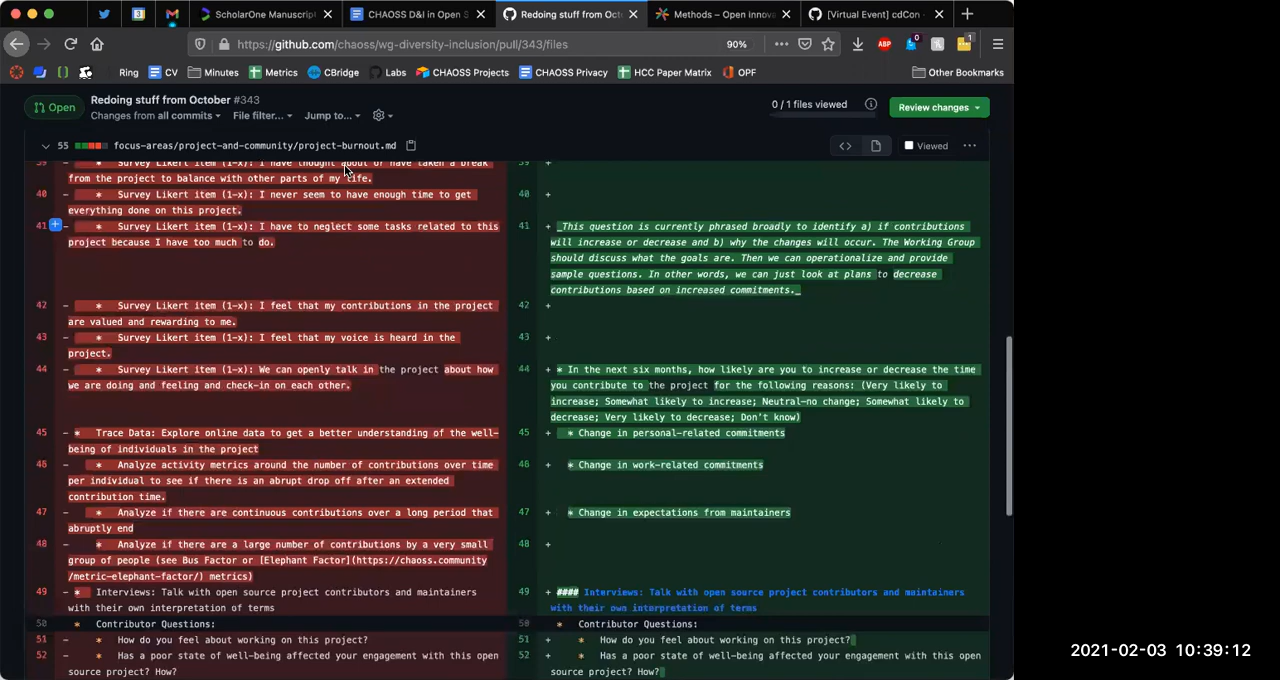 ScholarOne Manuscript
CHAOSS D&I in Open S
Redoing stuff from Octo
Methods – Open innova
[Virtual Event] cdCon -
https://github.com/chaoss/wg-diversity-inclusion/pull/343/files
90%
ABP
0
1
Ring
CV
Minutes
Metrics
CBridge
Labs
CHAOSS Projects
CHAOSS Privacy
HCC Paper Matrix
OPF
Other Bookmarks
Open
Redoing stuff from October #343
Changes from all commits
File filter...
Jump to...
0 / 1 files viewed
Review changes
55
focus-areas/project-and-community/project-burnout.md
Viewed
39 - * Survey Likert item (1-x): I have thought about or have taken a break
from the project to balance with other parts of my life.
40 - * Survey Likert item (1-x): I never seem to have enough time to get
everything done on this project.
41 - * Survey Likert item (1-x): I have to neglect some tasks related to this
project because I have too much to do.
42 - * Survey Likert item (1-x): I feel that my contributions in the project
are valued and rewarding to me.
43 - * Survey Likert item (1-x): I feel that my voice is heard in the
project.
44 - * Survey Likert item (1-x): We can openly talk in the project about how
we are doing and feeling and check-in on each other.
45 - * Trace Data: Explore online data to get a better understanding of the well-
being of individuals in the project
46 - * Analyze activity metrics around the number of contributions over time
per individual to see if there is an abrupt drop off after an extended
contribution time.
47 - * Analyze if there are continuous contributions over a long period that
abruptly end
48 - * Analyze if there are a large number of contributions by a very small
group of people (see Bus Factor or [Elephant Factor](https://chaoss.community
/metric-elephant-factor/) metrics)
49 - * Interviews: Talk with open source project contributors and maintainers
with their own interpretation of terms
50 * Contributor Questions:
51 - * How do you feel about working on this project?
52 - * Has a poor state of well-being affected your engagement with this open
source project? How?
39 +
40 +
41 + _This question is currently phrased broadly to identify a) if contributions
will increase or decrease and b) why the changes will occur. The Working Group
should discuss what the goals are. Then we can operationalize and provide
sample questions. In other words, we can just look at plans to decrease
contributions based on increased commitments._
42 +
43 +
44 + * In the next six months, how likely are you to increase or decrease the time
you contribute to the project for the following reasons: (Very likely to
increase; Somewhat likely to increase; Neutral—no change; Somewhat likely to
decrease; Very likely to decrease; Don't know)
45 + * Change in personal-related commitments
46 + * Change in work-related commitments
47 + * Change in expectations from maintainers
48 +
49 + #### Interviews: Talk with open source project contributors and maintainers
with their own interpretation of terms
50 * Contributor Questions:
51 + * How do you feel about working on this project?
52 + * Has a poor state of well-being affected your engagement with this open
source project? How?
2021-02-03 10:39:12